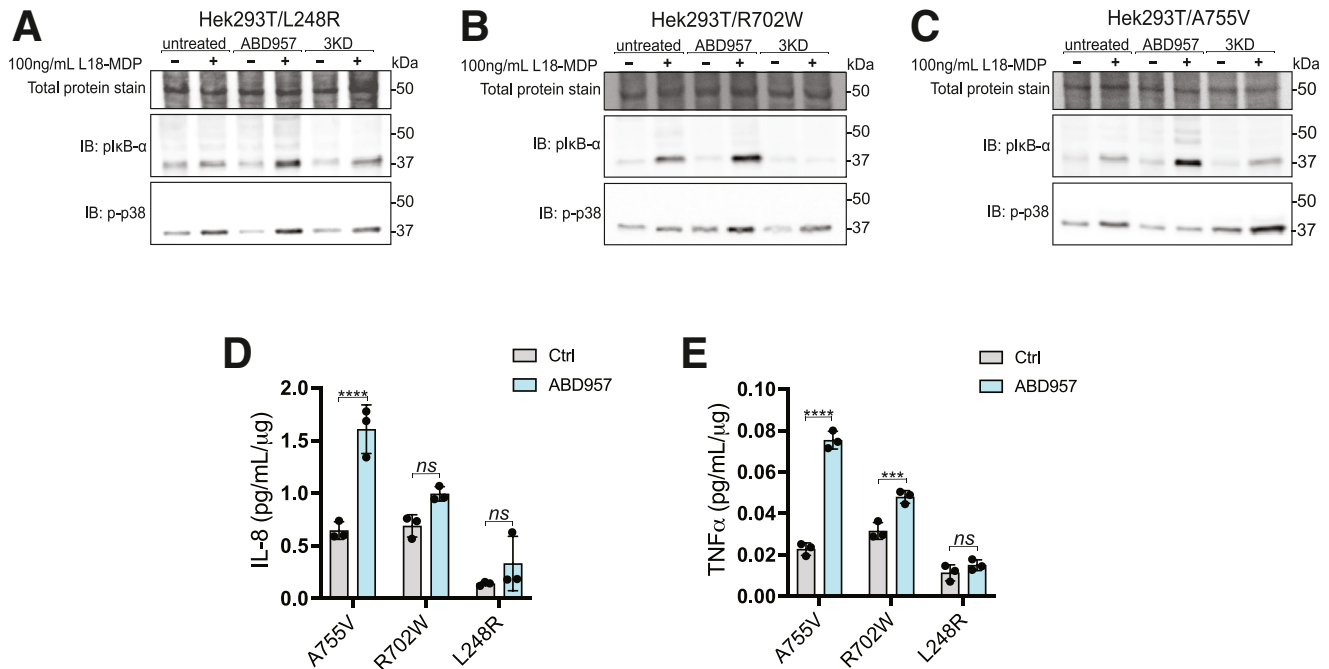 A
Hek293T/L248R
untreated ABD957 3KD
100ng/mL L18-MDP - + - + - + kDa
Total protein stain -50
-50
IB: pIκB-α -37
-50
IB: p-p38 -37
B
Hek293T/R702W
untreated ABD957 3KD
100ng/mL L18-MDP - + - + - + kDa
Total protein stain -50
-50
IB: pIκB-α -37
-50
IB: p-p38 -37
C
Hek293T/A755V
untreated ABD957 3KD
100ng/mL L18-MDP - + - + - + kDa
Total protein stain -50
-50
IB: pIκB-α -37
-50
IB: p-p38 -37
D
Ctrl
ABD957
IL-8 (pg/mL/μg)
2.0
1.5
1.0
0.5
0.0
****
ns
ns
A755V R702W L248R
E
Ctrl
ABD957
TNFα (pg/mL/μg)
0.10
0.08
0.06
0.04
0.02
0.00
****
***
ns
A755V R702W L248R